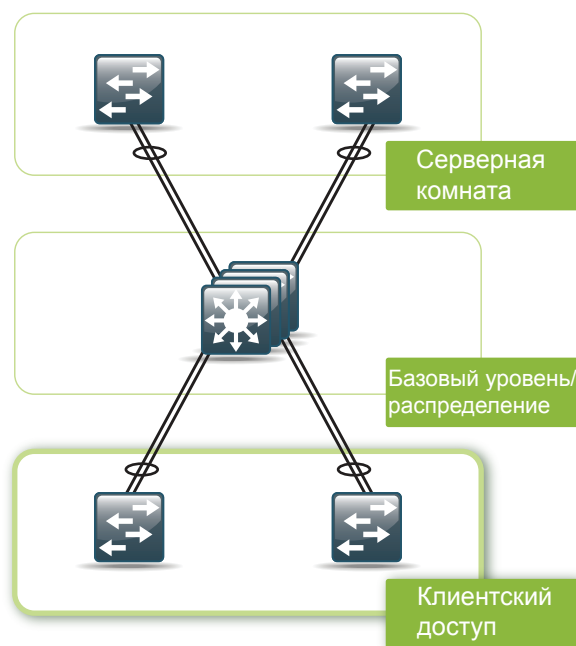 Серверная
комната
Базовый уровень/
распределение
Клиентский
доступ